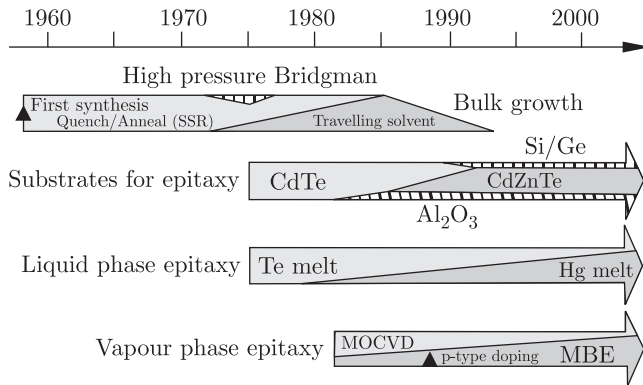 1960 1970 1980 1990 2000
High pressure Bridgman
First synthesis
Quench/Anneal (SSR)
Travelling solvent
Bulk growth
Si/Ge
Substrates for epitaxy
CdTe
CdZnTe
Al₂O₃
Liquid phase epitaxy
Te melt
Hg melt
Vapour phase epitaxy
MOCVD
p-type doping
MBE